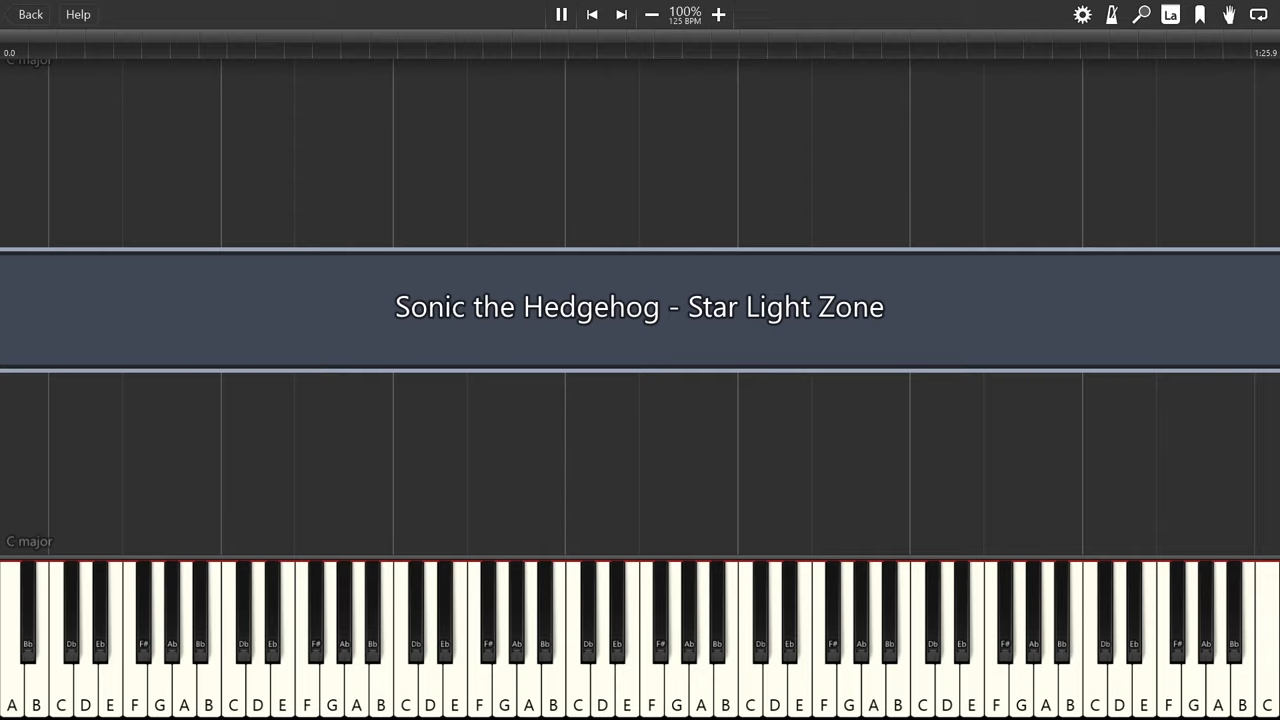 Back Help 100% 125 BPM La
0.0 1:25.9
C major
Sonic the Hedgehog - Star Light Zone
C major
Bb Db Eb F# Ab Bb Db Eb F# Ab Bb Db Eb F# Ab Bb Db Eb F# Ab Bb Db Eb F# Ab Bb Db Eb F# Ab Bb Db Eb F# Ab Bb
A B C D E F G A B C D E F G A B C D E F G A B C D E F G A B C D E F G A B C D E F G A B C D E F G A B C